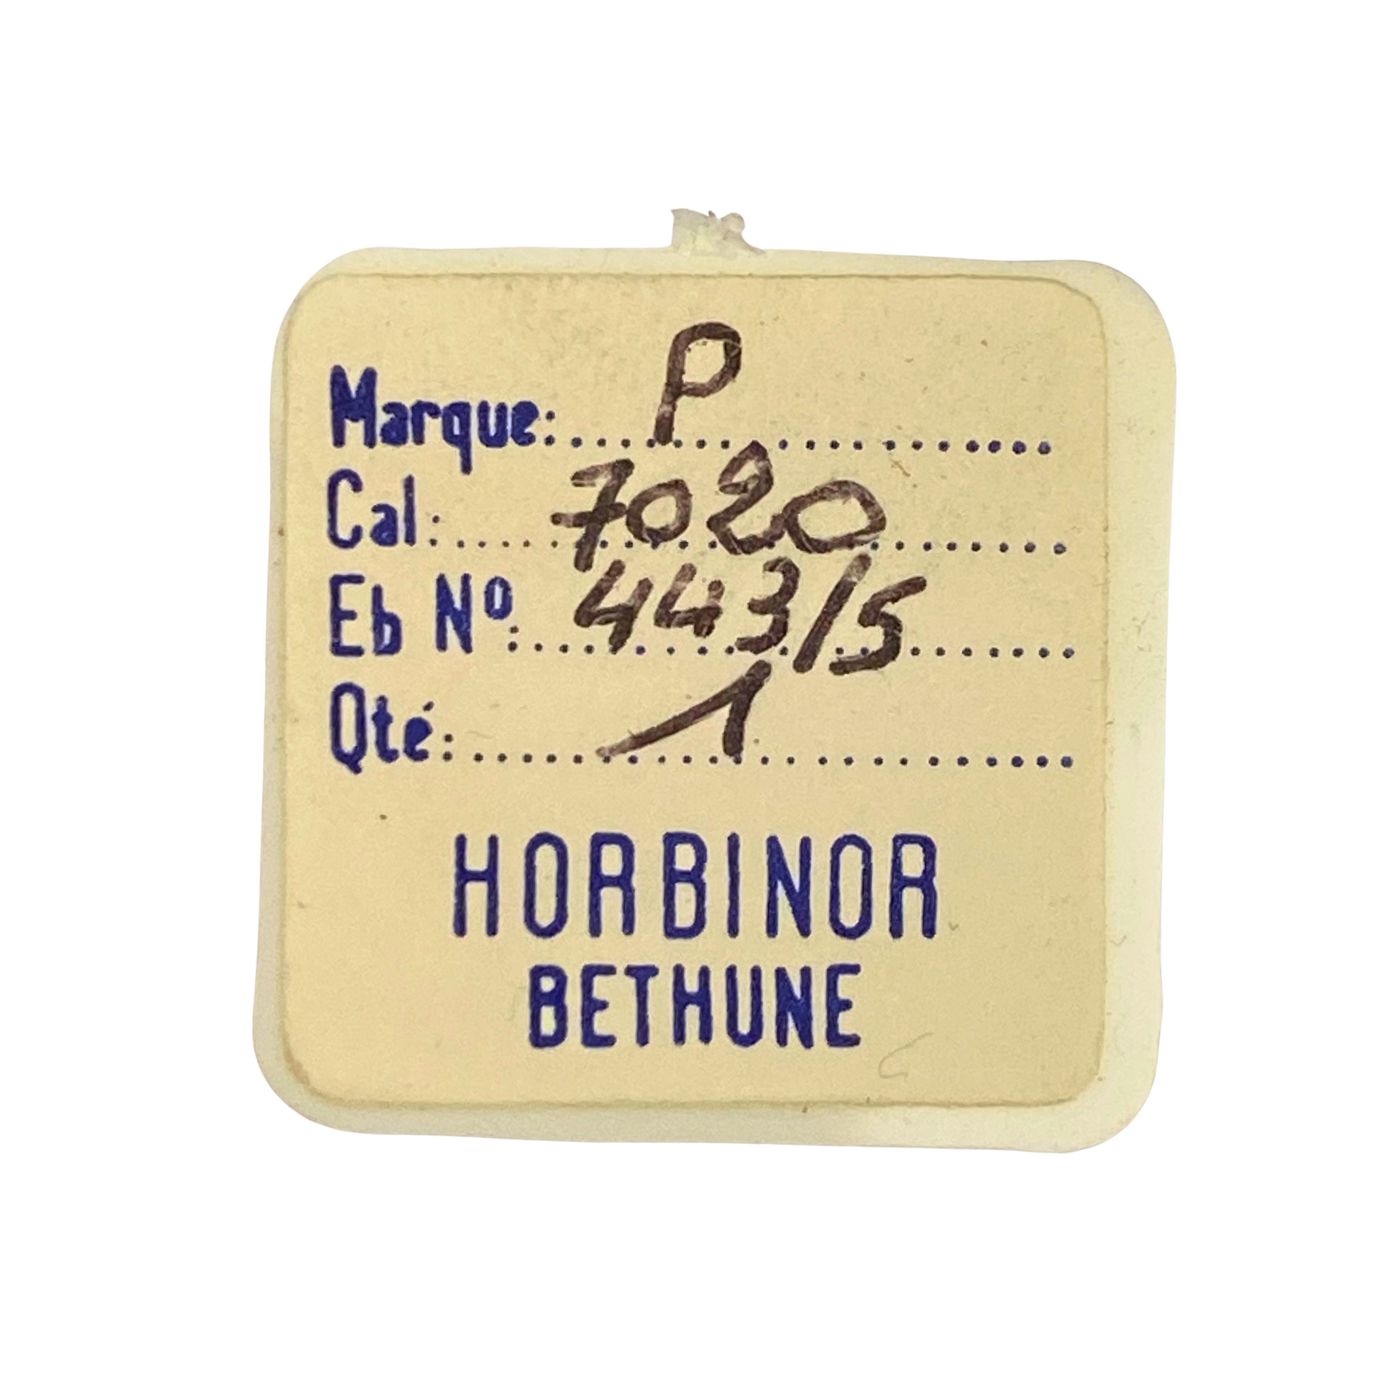 Marque: P
Cal: 7020
Eb Nº: 443/5
Qté: 1
HORBINOR
BETHUNE